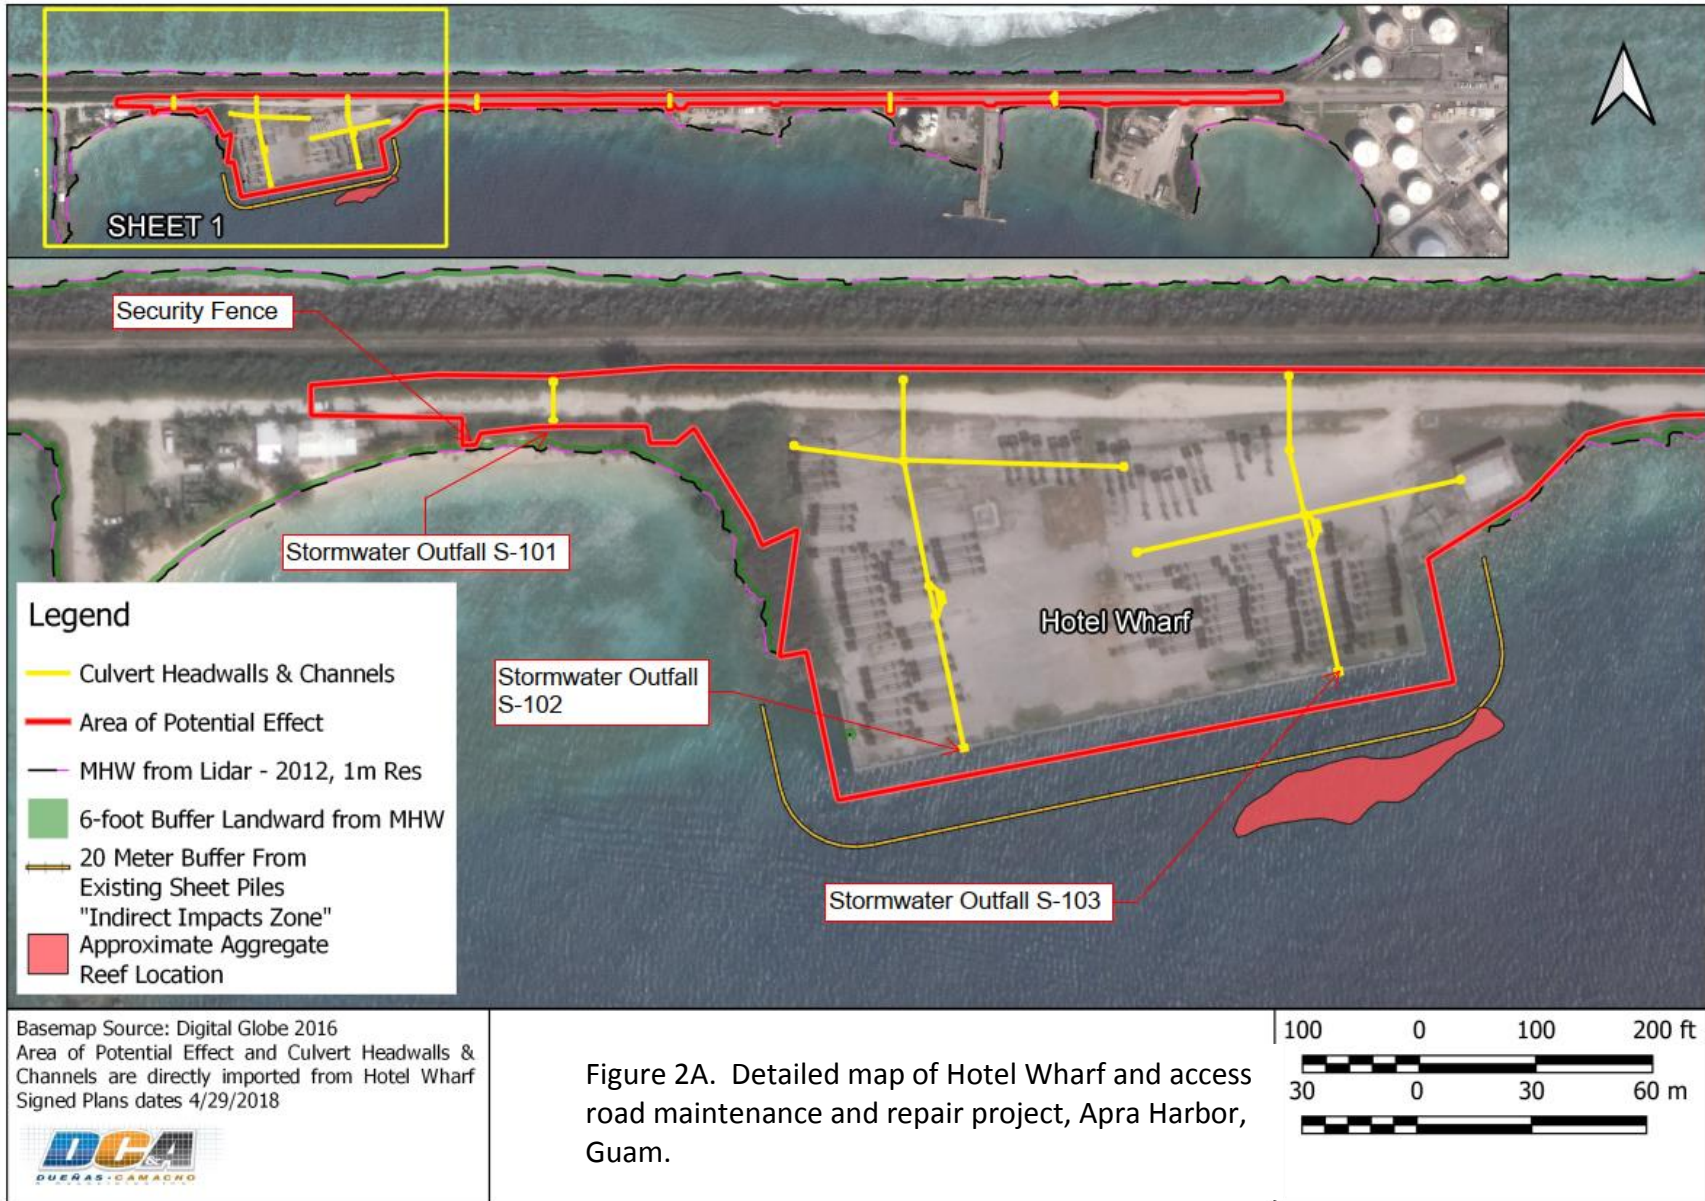 SHEET 1
Security Fence
Stormwater Outfall S-101
Hotel Wharf
Stormwater Outfall
S-102
Stormwater Outfall S-103
Legend
Culvert Headwalls & Channels
Area of Potential Effect
MHW from Lidar - 2012, 1m Res
6-foot Buffer Landward from MHW
20 Meter Buffer From
Existing Sheet Piles
"Indirect Impacts Zone"
Approximate Aggregate
Reef Location
Basemap Source: Digital Globe 2016
Area of Potential Effect and Culvert Headwalls &
Channels are directly imported from Hotel Wharf
Signed Plans dates 4/29/2018
DC&A
DUEÑAS·CAMACHO
Figure 2A. Detailed map of Hotel Wharf and access
road maintenance and repair project, Apra Harbor,
Guam.
100 0 100 200 ft
30 0 30 60 m